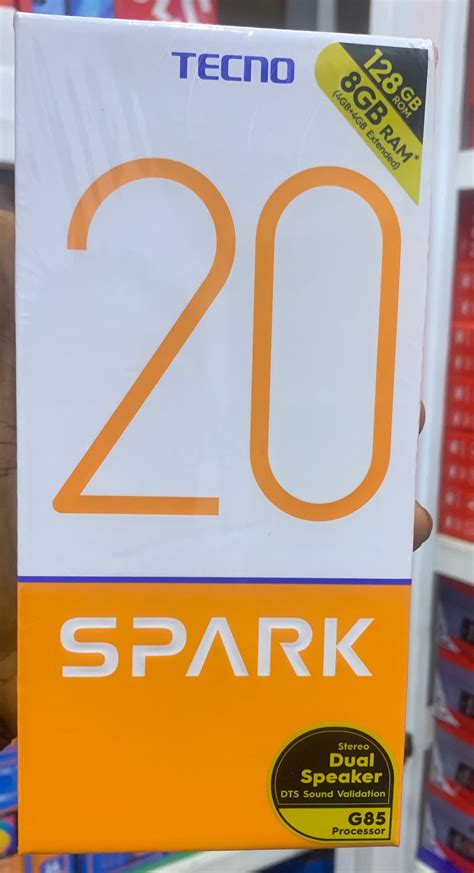 TECNO
128GB
ROM
8GB RAM*
(4GB+4GB Extended)
20
SPARK
Stereo
Dual
Speaker
DTS Sound Validation
G85
Processor